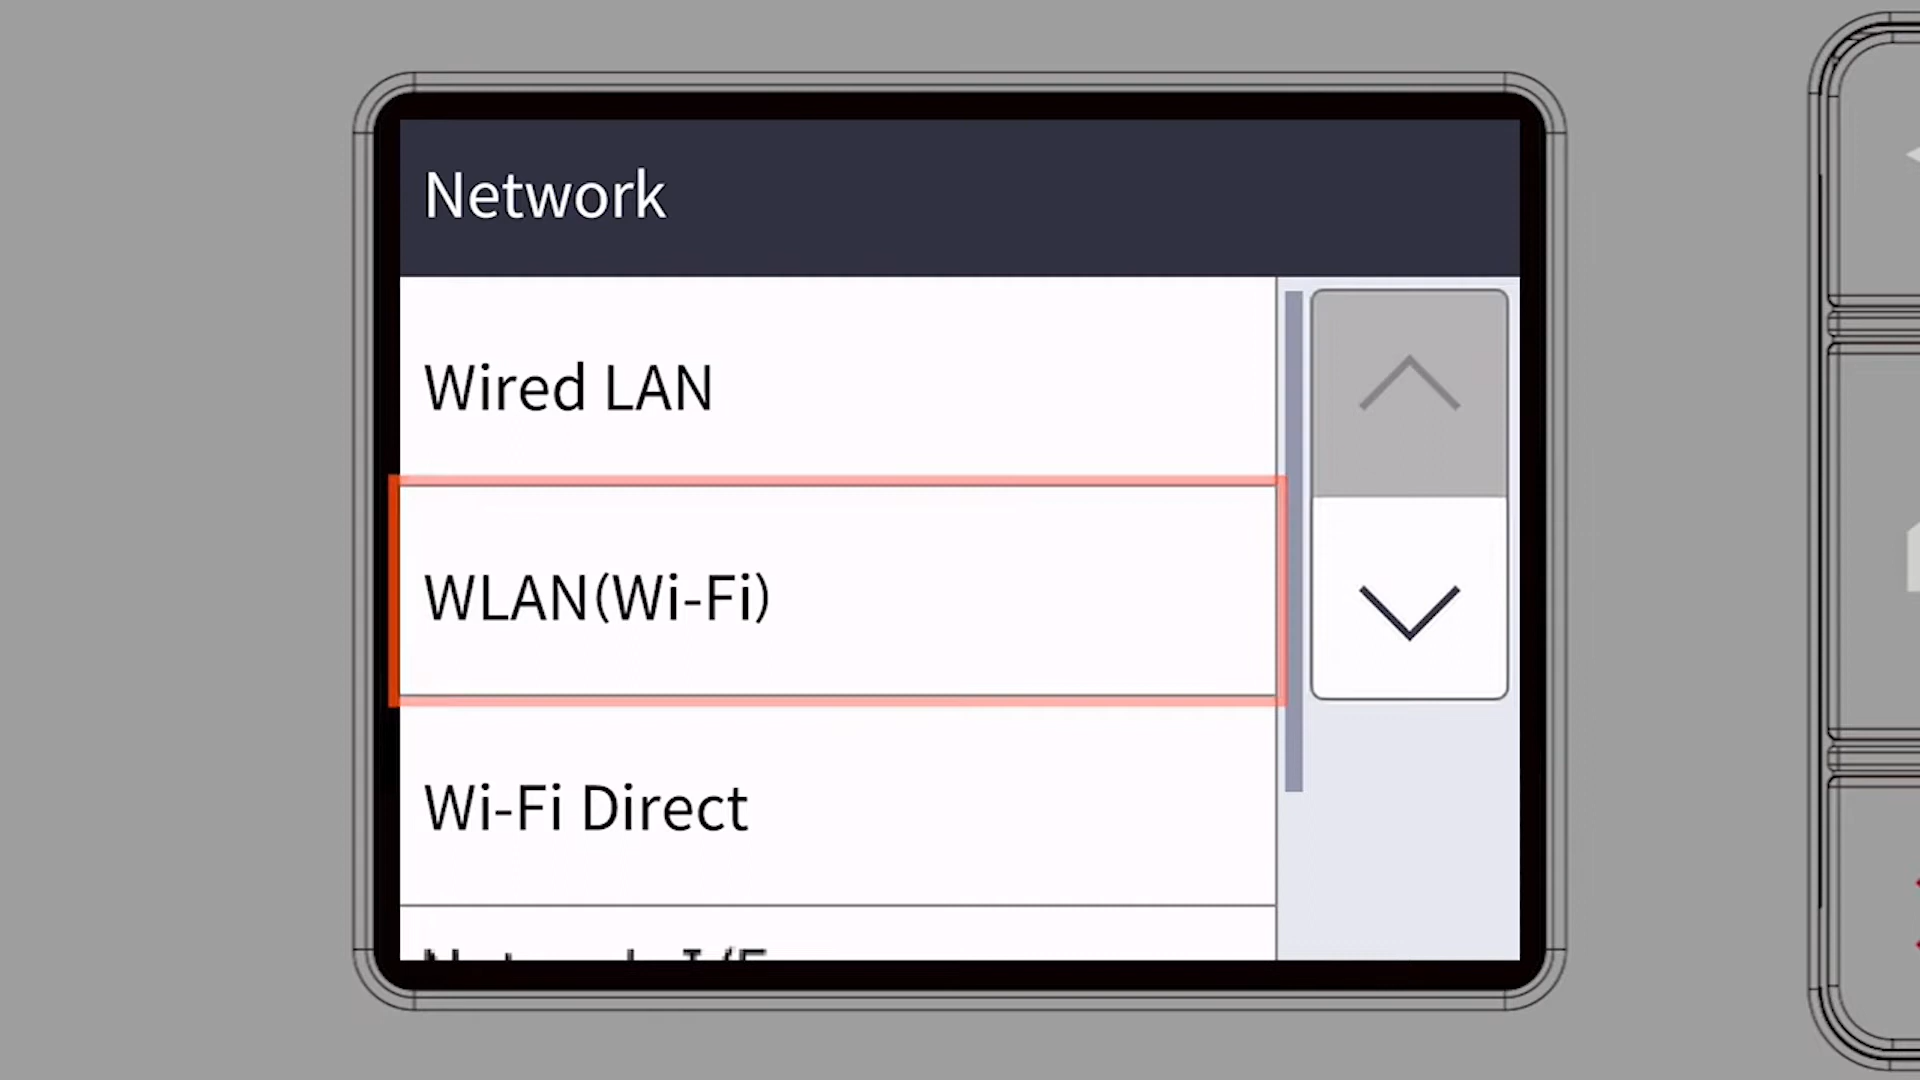 Network
Wired LAN
WLAN(Wi-Fi)
Wi-Fi Direct